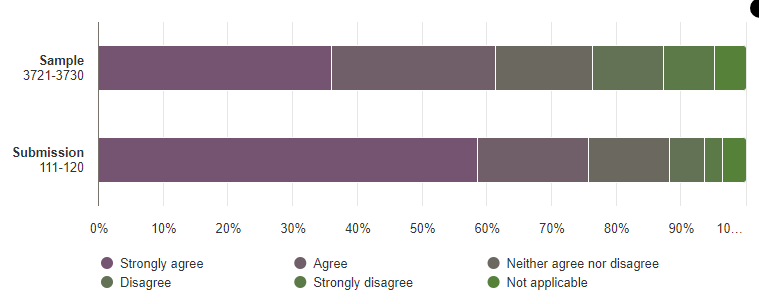 Sample
3721-3730
Submission
111-120
0% 10% 20% 30% 40% 50% 60% 70% 80% 90% 10...
Strongly agree Agree Neither agree nor disagree
Disagree Strongly disagree Not applicable